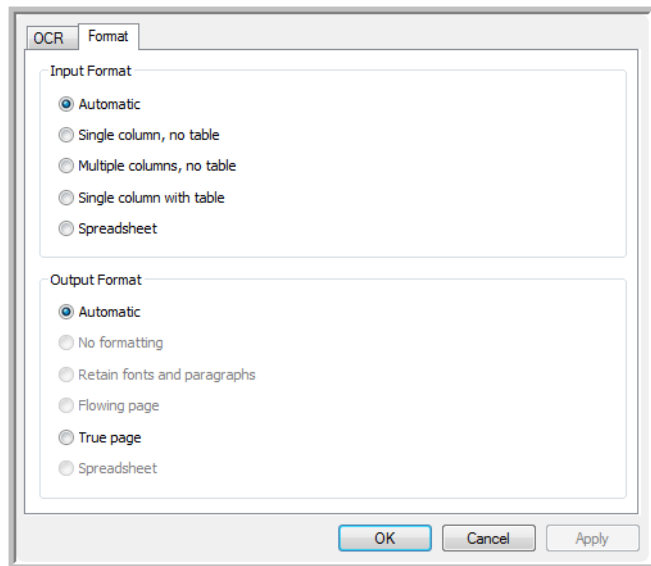 OCR Format
Input Format
Automatic
Single column, no table
Multiple columns, no table
Single column with table
Spreadsheet
Output Format
Automatic
No formatting
Retain fonts and paragraphs
Flowing page
True page
Spreadsheet
OK Cancel Apply